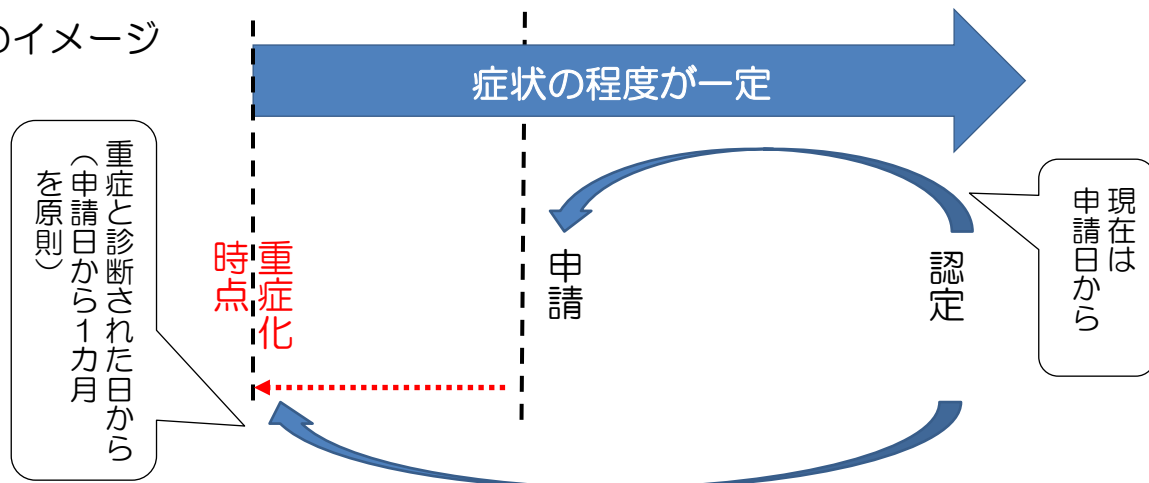 のイメージ
症状の程度が一定
重症と診断された日から
（申請日から１カ月
を原則）
重症化
時点
申請
認定
現在は
申請日から